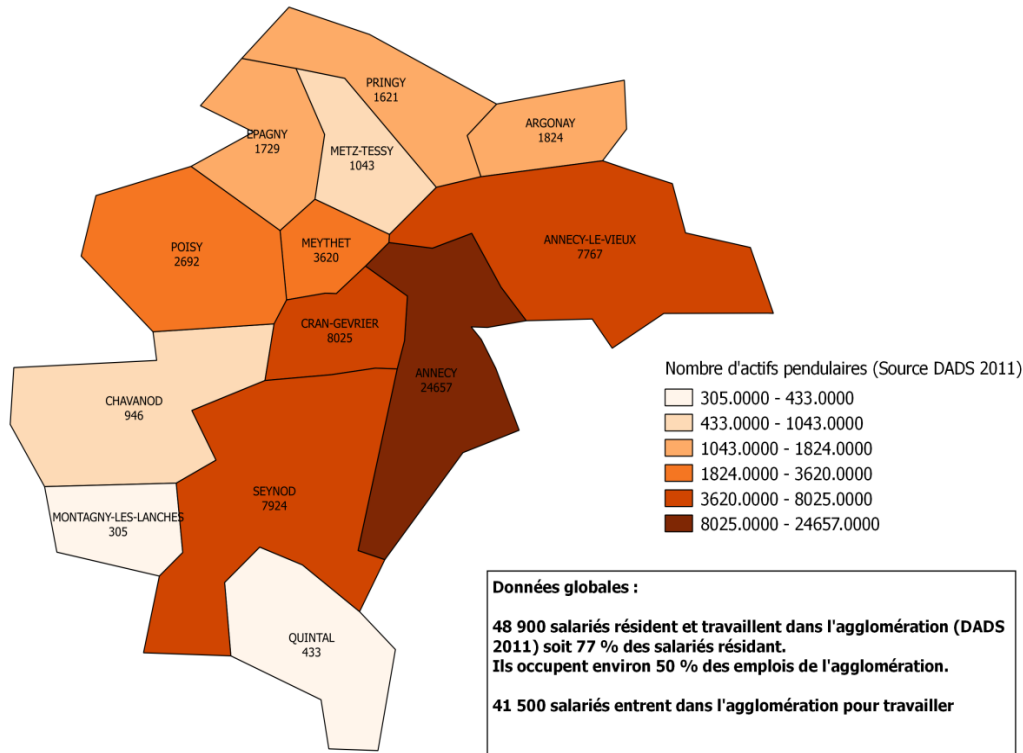 PRINGY
1621
ARGONAY
1824
EPAGNY
1729
METZ-TESSY
1043
ANNECY-LE-VIEUX
7767
POISY
2692
MEYTHET
3620
CRAN-GEVRIER
8025
ANNECY
24657
CHAVANOD
946
SEYNOD
7924
MONTAGNY-LES-LANCHES
305
QUINTAL
433
Nombre d'actifs pendulaires (Source DADS 2011)
305.0000 - 433.0000
433.0000 - 1043.0000
1043.0000 - 1824.0000
1824.0000 - 3620.0000
3620.0000 - 8025.0000
8025.0000 - 24657.0000
Données globales :
48 900 salariés résident et travaillent dans l'agglomération (DADS
2011) soit 77 % des salariés résidant.
Ils occupent environ 50 % des emplois de l'agglomération.
41 500 salariés entrent dans l'agglomération pour travailler